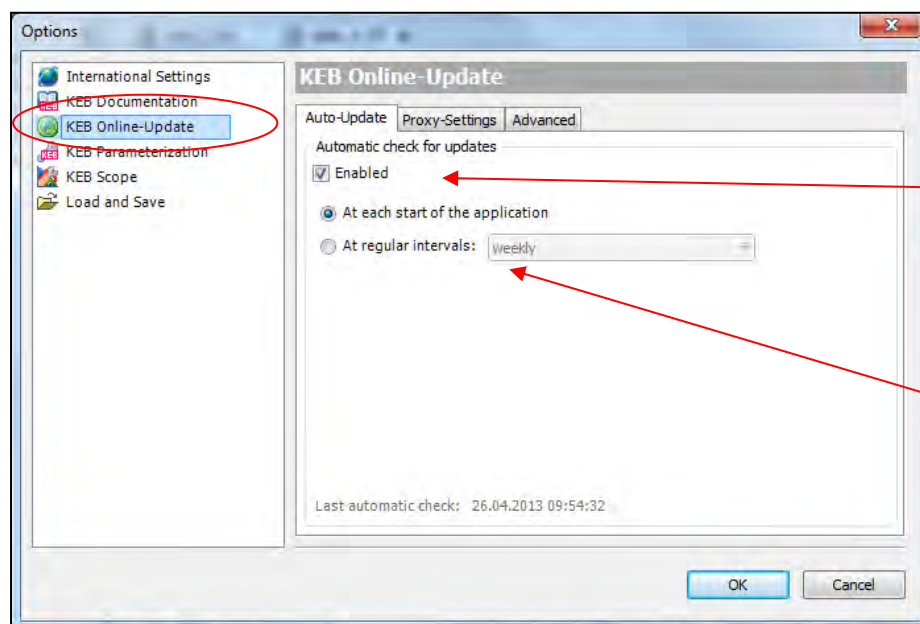 Options
International Settings
KEB Documentation
KEB Online-Update
KEB Parameterization
KEB Scope
Load and Save
KEB Online-Update
Auto-Update Proxy-Settings Advanced
Automatic check for updates
Enabled
At each start of the application
At regular intervals: weekly
Last automatic check: 26.04.2013 09:54:32
OK Cancel